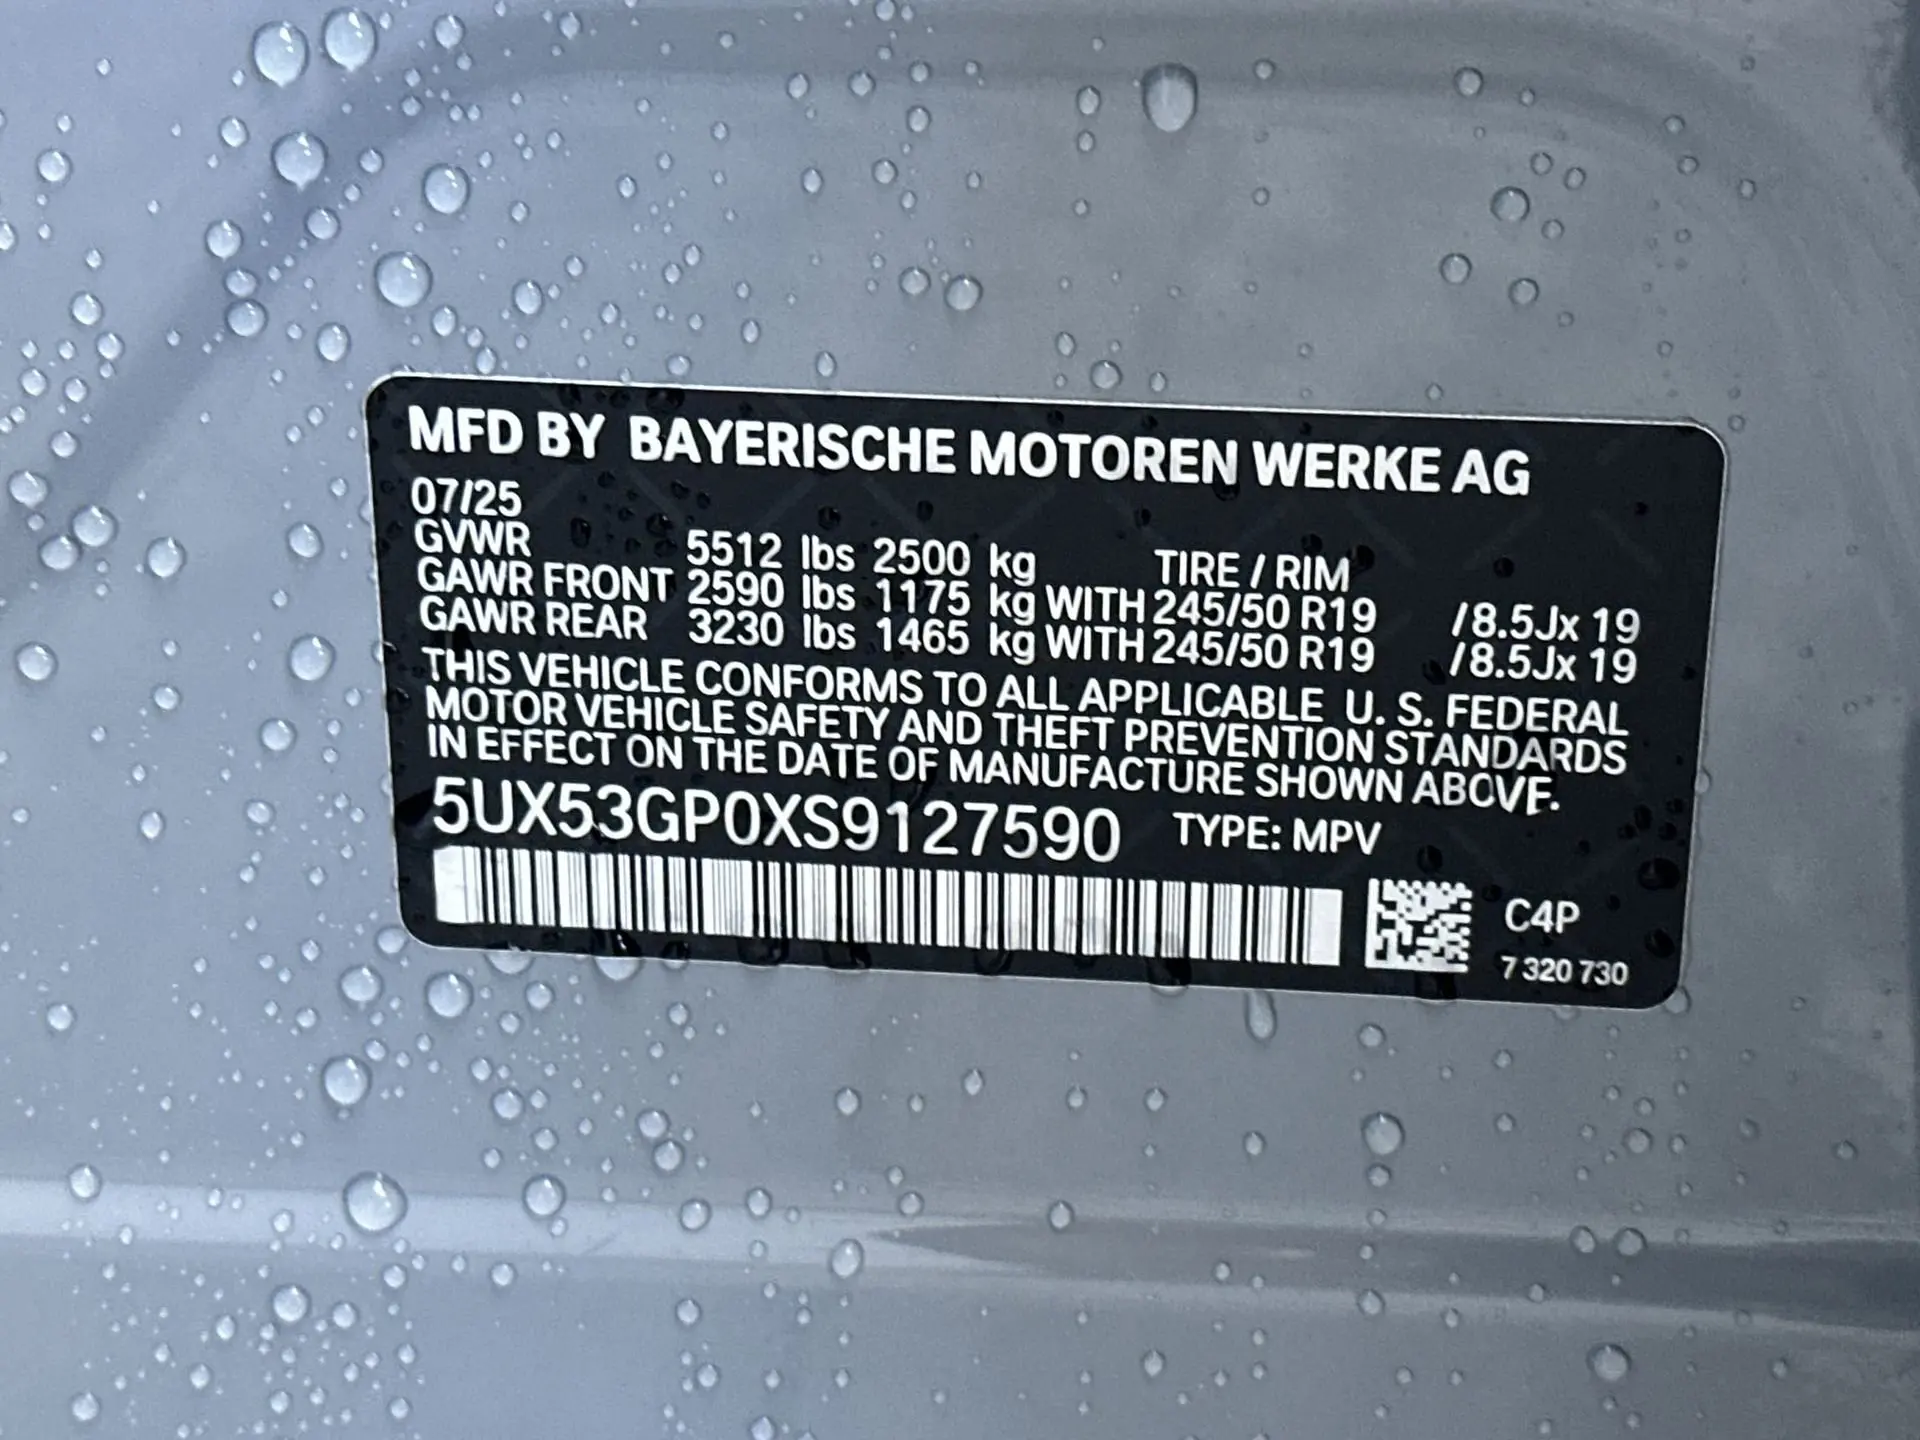 MFD BY BAYERISCHE MOTOREN WERKE AG
07/25
GVWR 5512 lbs 2500 kg TIRE / RIM
GAWR FRONT 2590 lbs 1175 kg WITH 245/50 R19 /8.5Jx 19
GAWR REAR 3230 lbs 1465 kg WITH 245/50 R19 /8.5Jx 19
THIS VEHICLE CONFORMS TO ALL APPLICABLE U. S. FEDERAL
MOTOR VEHICLE SAFETY AND THEFT PREVENTION STANDARDS
IN EFFECT ON THE DATE OF MANUFACTURE SHOWN ABOVE.
5UX53GP0XS9127590 TYPE: MPV
C4P
7 320 730